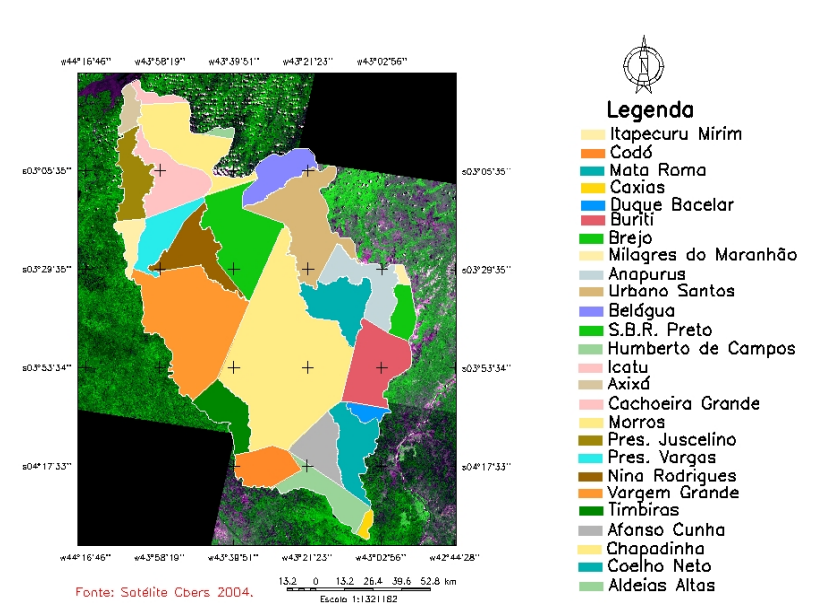 w44°16'46'' w43°58'19'' w43°39'51'' w43°21'23'' w43°02'56''
N
Legenda
Itapecuru Mirim
Codó
Mata Roma
Caxias
Duque Bacelar
Buriti
Brejo
Milagres do Maranhão
Anapurus
Urbano Santos
Belágua
S.B.R. Preto
Humberto de Campos
Icatu
Axixá
Cachoeira Grande
Morros
Pres. Juscelino
Pres. Vargas
Nina Rodrigues
Vargem Grande
Timbiras
Afonso Cunha
Chapadinha
Coelho Neto
Aldeias Altas
s03°05'35'' s03°05'35''
s03°29'35'' s03°29'35''
s03°53'34'' s03°53'34''
s04°17'33'' s04°17'33''
w44°16'46'' w43°58'19'' w43°39'51'' w43°21'23'' w43°02'56'' w42°44'28''
13.2 0 13.2 26.4 39.6 52.8 km
Escala 1:1321182
Fonte: Satélite Cbers 2004.